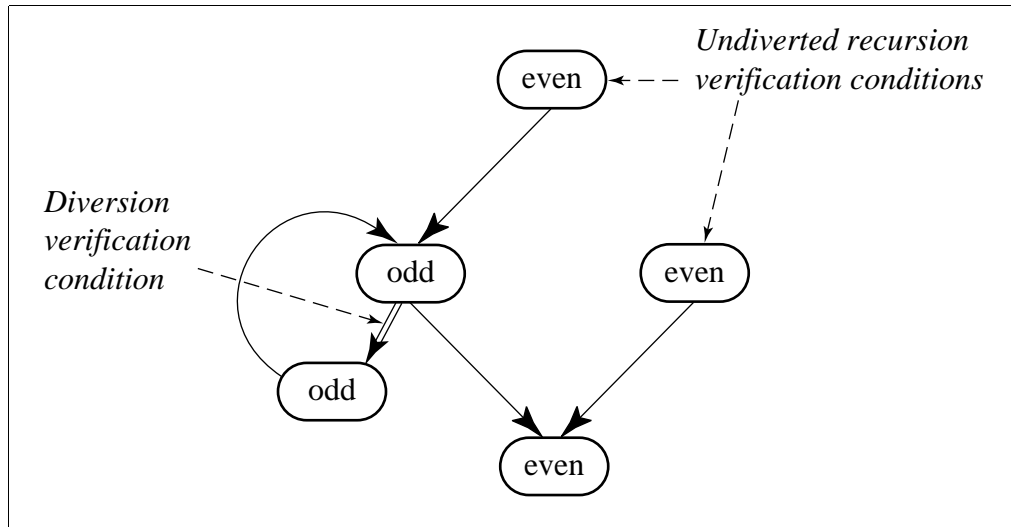 Undiverted recursion
verification conditions
even
Diversion
verification
condition
odd
even
odd
even